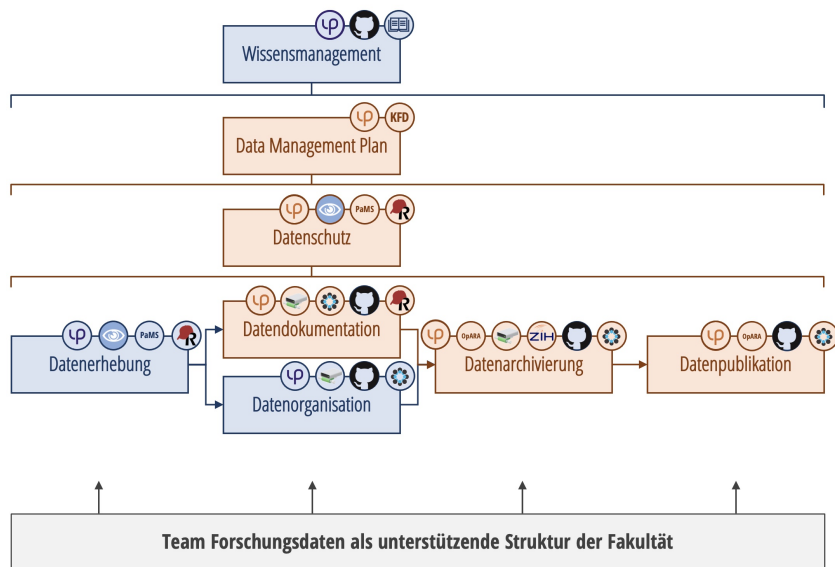 Wissensmanagement
KFD
Data Management Plan
PaMS
R
Datenschutz
R
Datendokumentation
PaMS
R
Datenerhebung
Datenorganisation
OpARA
ZIH
Datenarchivierung
OpARA
Datenpublikation
Team Forschungsdaten als unterstützende Struktur der Fakultät